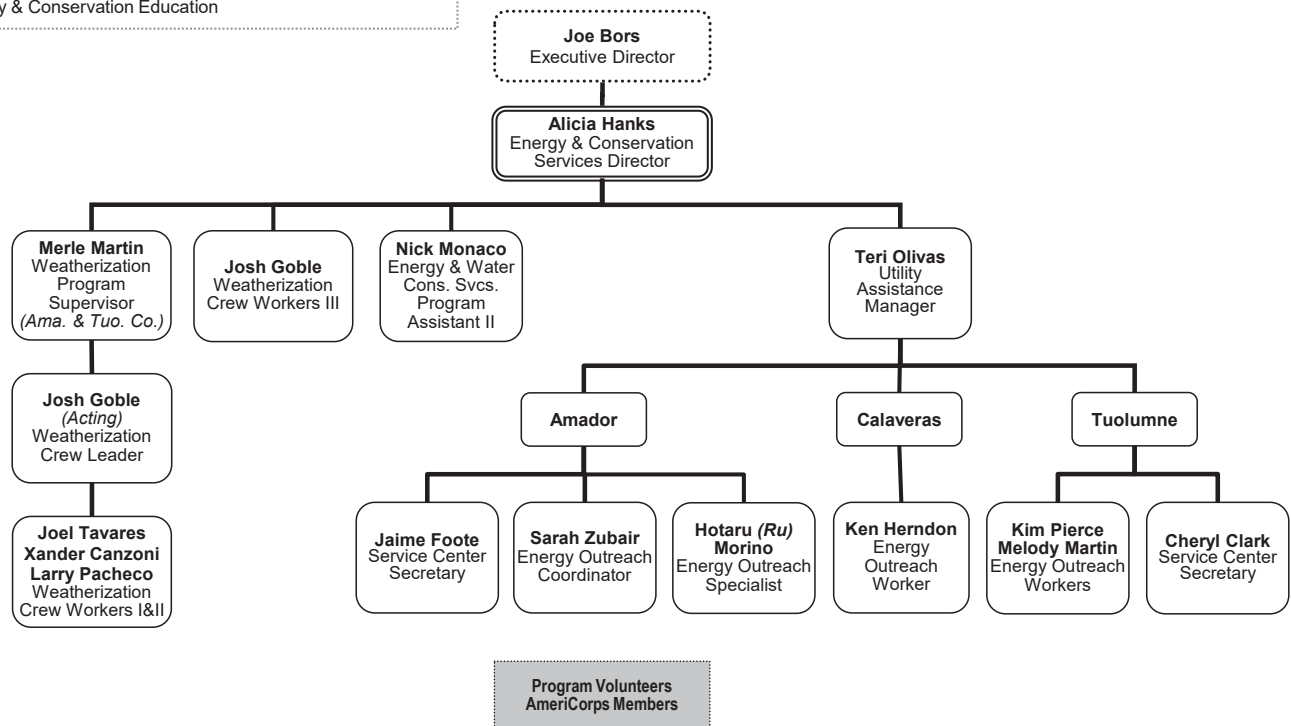 & Conservation Education
Joe Bors
Executive Director
Alicia Hanks
Energy & Conservation
Services Director
Merle Martin
Weatherization
Program
Supervisor
(Ama. & Tuo. Co.)
Josh Goble
Weatherization
Crew Workers III
Nick Monaco
Energy & Water
Cons. Svcs.
Program
Assistant II
Teri Olivas
Utility
Assistance
Manager
Josh Goble
(Acting)
Weatherization
Crew Leader
Amador
Calaveras
Tuolumne
Joel Tavares
Xander Canzoni
Larry Pacheco
Weatherization
Crew Workers I&II
Jaime Foote
Service Center
Secretary
Sarah Zubair
Energy Outreach
Coordinator
Hotaru (Ru)
Morino
Energy Outreach
Specialist
Ken Herndon
Energy
Outreach
Worker
Kim Pierce
Melody Martin
Energy Outreach
Workers
Cheryl Clark
Service Center
Secretary
Program Volunteers
AmeriCorps Members